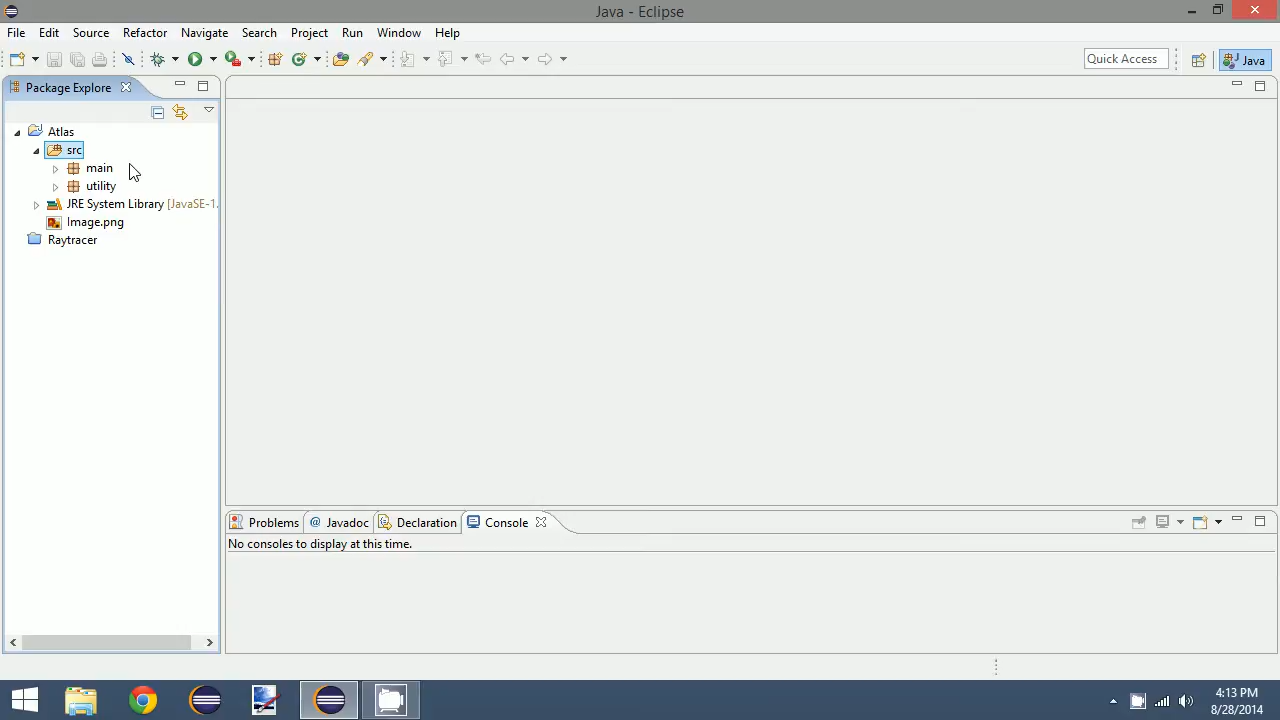 Java - Eclipse
File Edit Source Refactor Navigate Search Project Run Window Help
Quick Access Java
Package Explore
Atlas
src
main
utility
JRE System Library [JavaSE-1.
Image.png
Raytracer
Problems @ Javadoc Declaration Console
No consoles to display at this time.
4:13 PM
8/28/2014